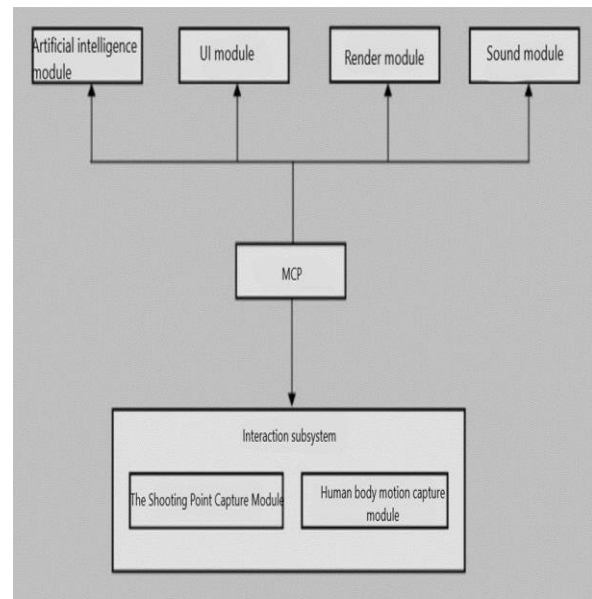 Artificial intelligence
module
UI module
Render module
Sound module
MCP
Interaction subsystem
The Shooting Point Capture Module
Human body motion capture
module